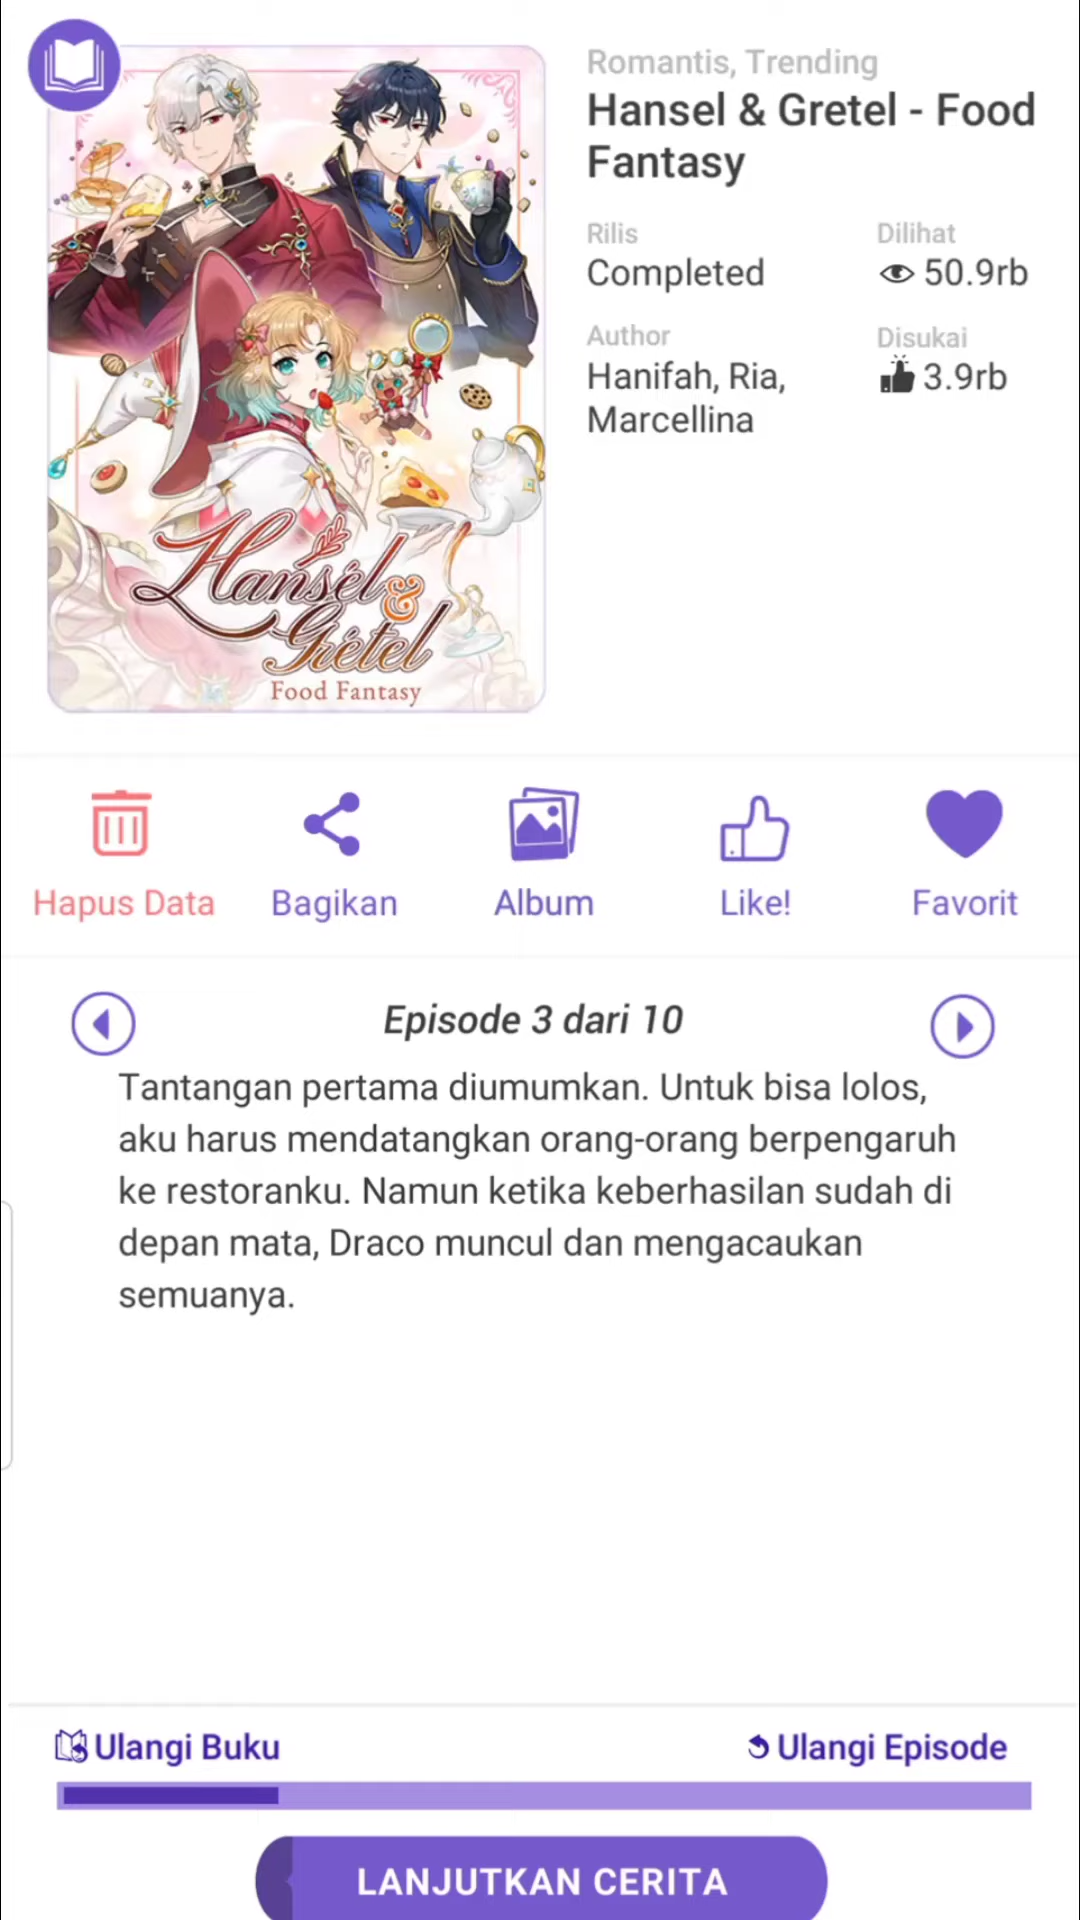 Romantis, Trending
Hansel & Gretel - Food
Fantasy
Rilis
Completed
Dilihat
50.9rb
Author
Hanifah, Ria,
Marcellina
Disukai
3.9rb
Hansel
&
Gretel
Food Fantasy
Hapus Data
Bagikan
Album
Like!
Favorit
Episode 3 dari 10
Tantangan pertama diumumkan. Untuk bisa lolos,
aku harus mendatangkan orang-orang berpengaruh
ke restoranku. Namun ketika keberhasilan sudah di
depan mata, Draco muncul dan mengacaukan
semuanya.
Ulangi Buku
Ulangi Episode
LANJUTKAN CERITA